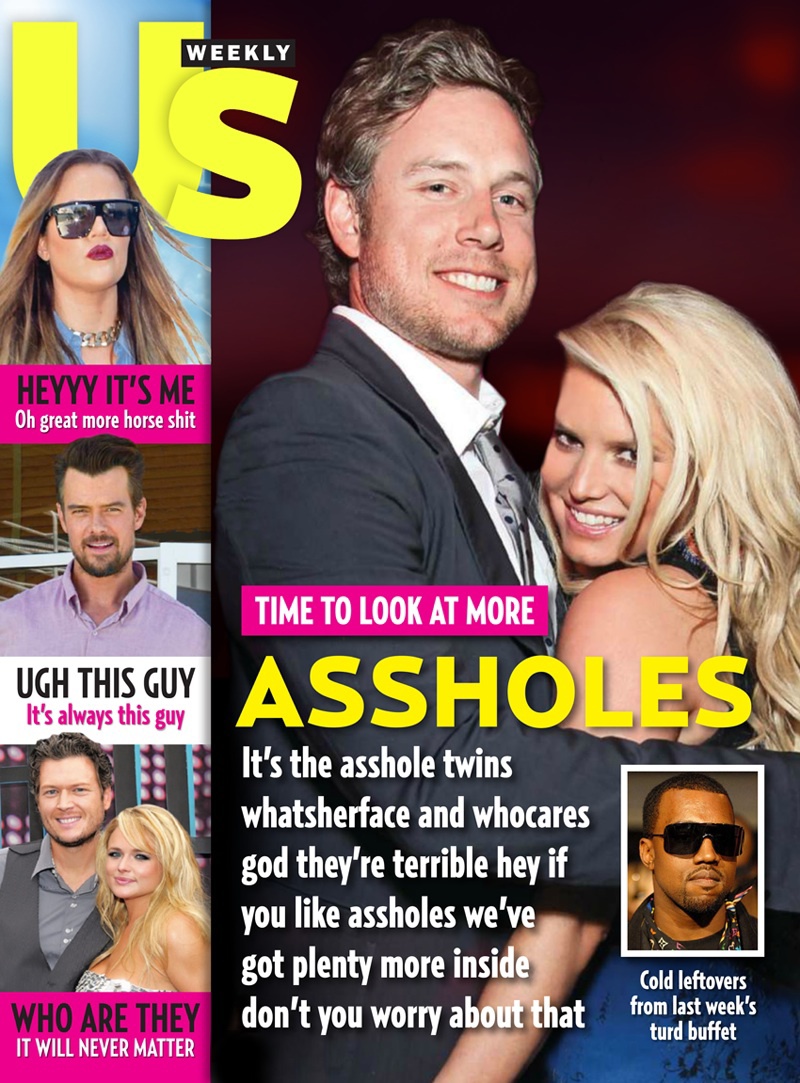 US
WEEKLY
HEYYY IT'S ME
Oh great more horse shit
UGH THIS GUY
It's always this guy
WHO ARE THEY
IT WILL NEVER MATTER
TIME TO LOOK AT MORE
ASSHOLES
It's the asshole twins
whatsherface and whocares
god they're terrible hey if
you like assholes we've
got plenty more inside
don't you worry about that
Cold leftovers
from last week's
turd buffet